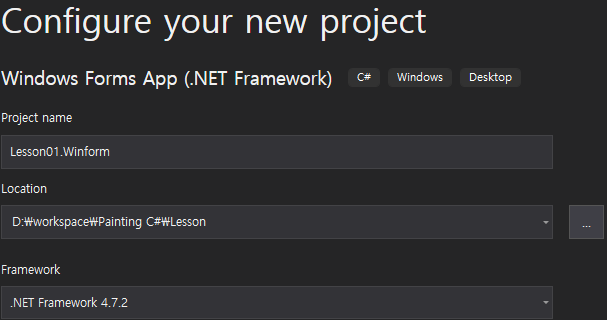 Configure your new project
Windows Forms App (.NET Framework) C# Windows Desktop
Project name
Lesson01.Winform
Location
D:₩workspace₩Painting C#₩Lesson
...
Framework
.NET Framework 4.7.2